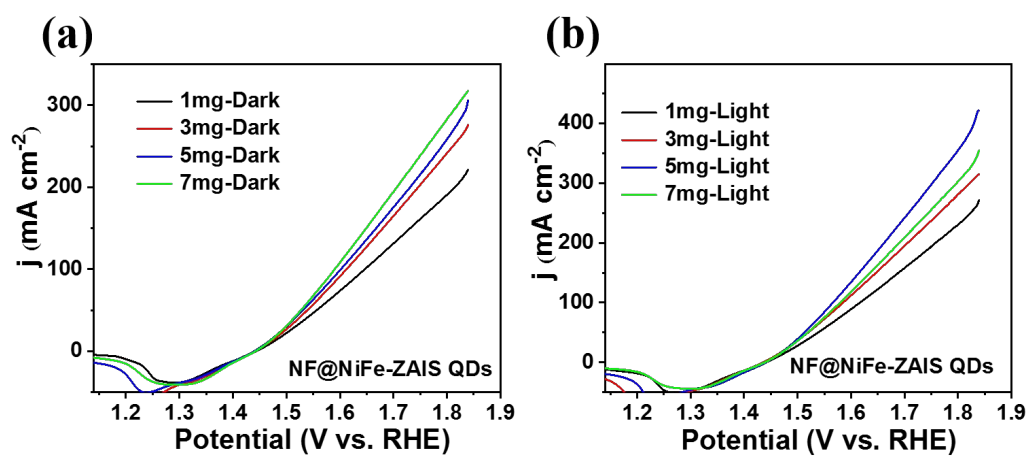 (a)
j (mA cm-2)
300
200
100
0
1mg-Dark
3mg-Dark
5mg-Dark
7mg-Dark
NF@NiFe-ZAIS QDs
1.2 1.3 1.4 1.5 1.6 1.7 1.8 1.9
Potential (V vs. RHE)
(b)
j (mA cm-2)
400
300
200
100
0
1mg-Light
3mg-Light
5mg-Light
7mg-Light
NF@NiFe-ZAIS QDs
1.2 1.3 1.4 1.5 1.6 1.7 1.8 1.9
Potential (V vs. RHE)